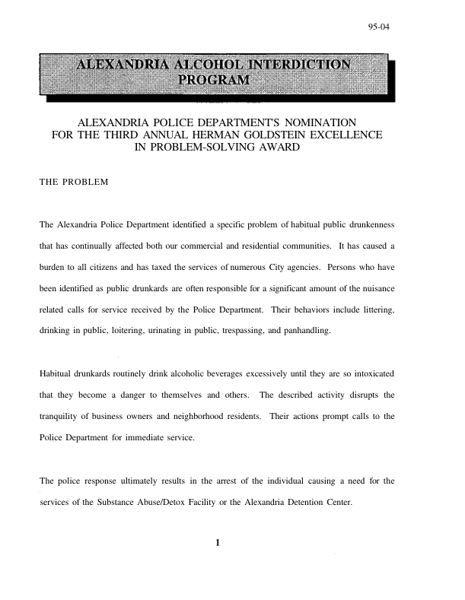 95-04
ALEXANDRIA ALCOHOL INTERDICTION
PROGRAM
ALEXANDRIA POLICE DEPARTMENT'S NOMINATION
FOR THE THIRD ANNUAL HERMAN GOLDSTEIN EXCELLENCE
IN PROBLEM-SOLVING AWARD
THE PROBLEM
The Alexandria Police Department identified a specific problem of habitual public drunkenness
that has continually affected both our commercial and residential communities. It has caused a
burden to all citizens and has taxed the services of numerous City agencies. Persons who have
been identified as public drunkards are often responsible for a significant amount of the nuisance
related calls for service received by the Police Department. Their behaviors include littering,
drinking in public, loitering, urinating in public, trespassing, and panhandling.
Habitual drunkards routinely drink alcoholic beverages excessively until they are so intoxicated
that they become a danger to themselves and others. The described activity disrupts the
tranquility of business owners and neighborhood residents. Their actions prompt calls to the
Police Department for immediate service.
The police response ultimately results in the arrest of the individual causing a need for the
services of the Substance Abuse/Detox Facility or the Alexandria Detention Center.
1